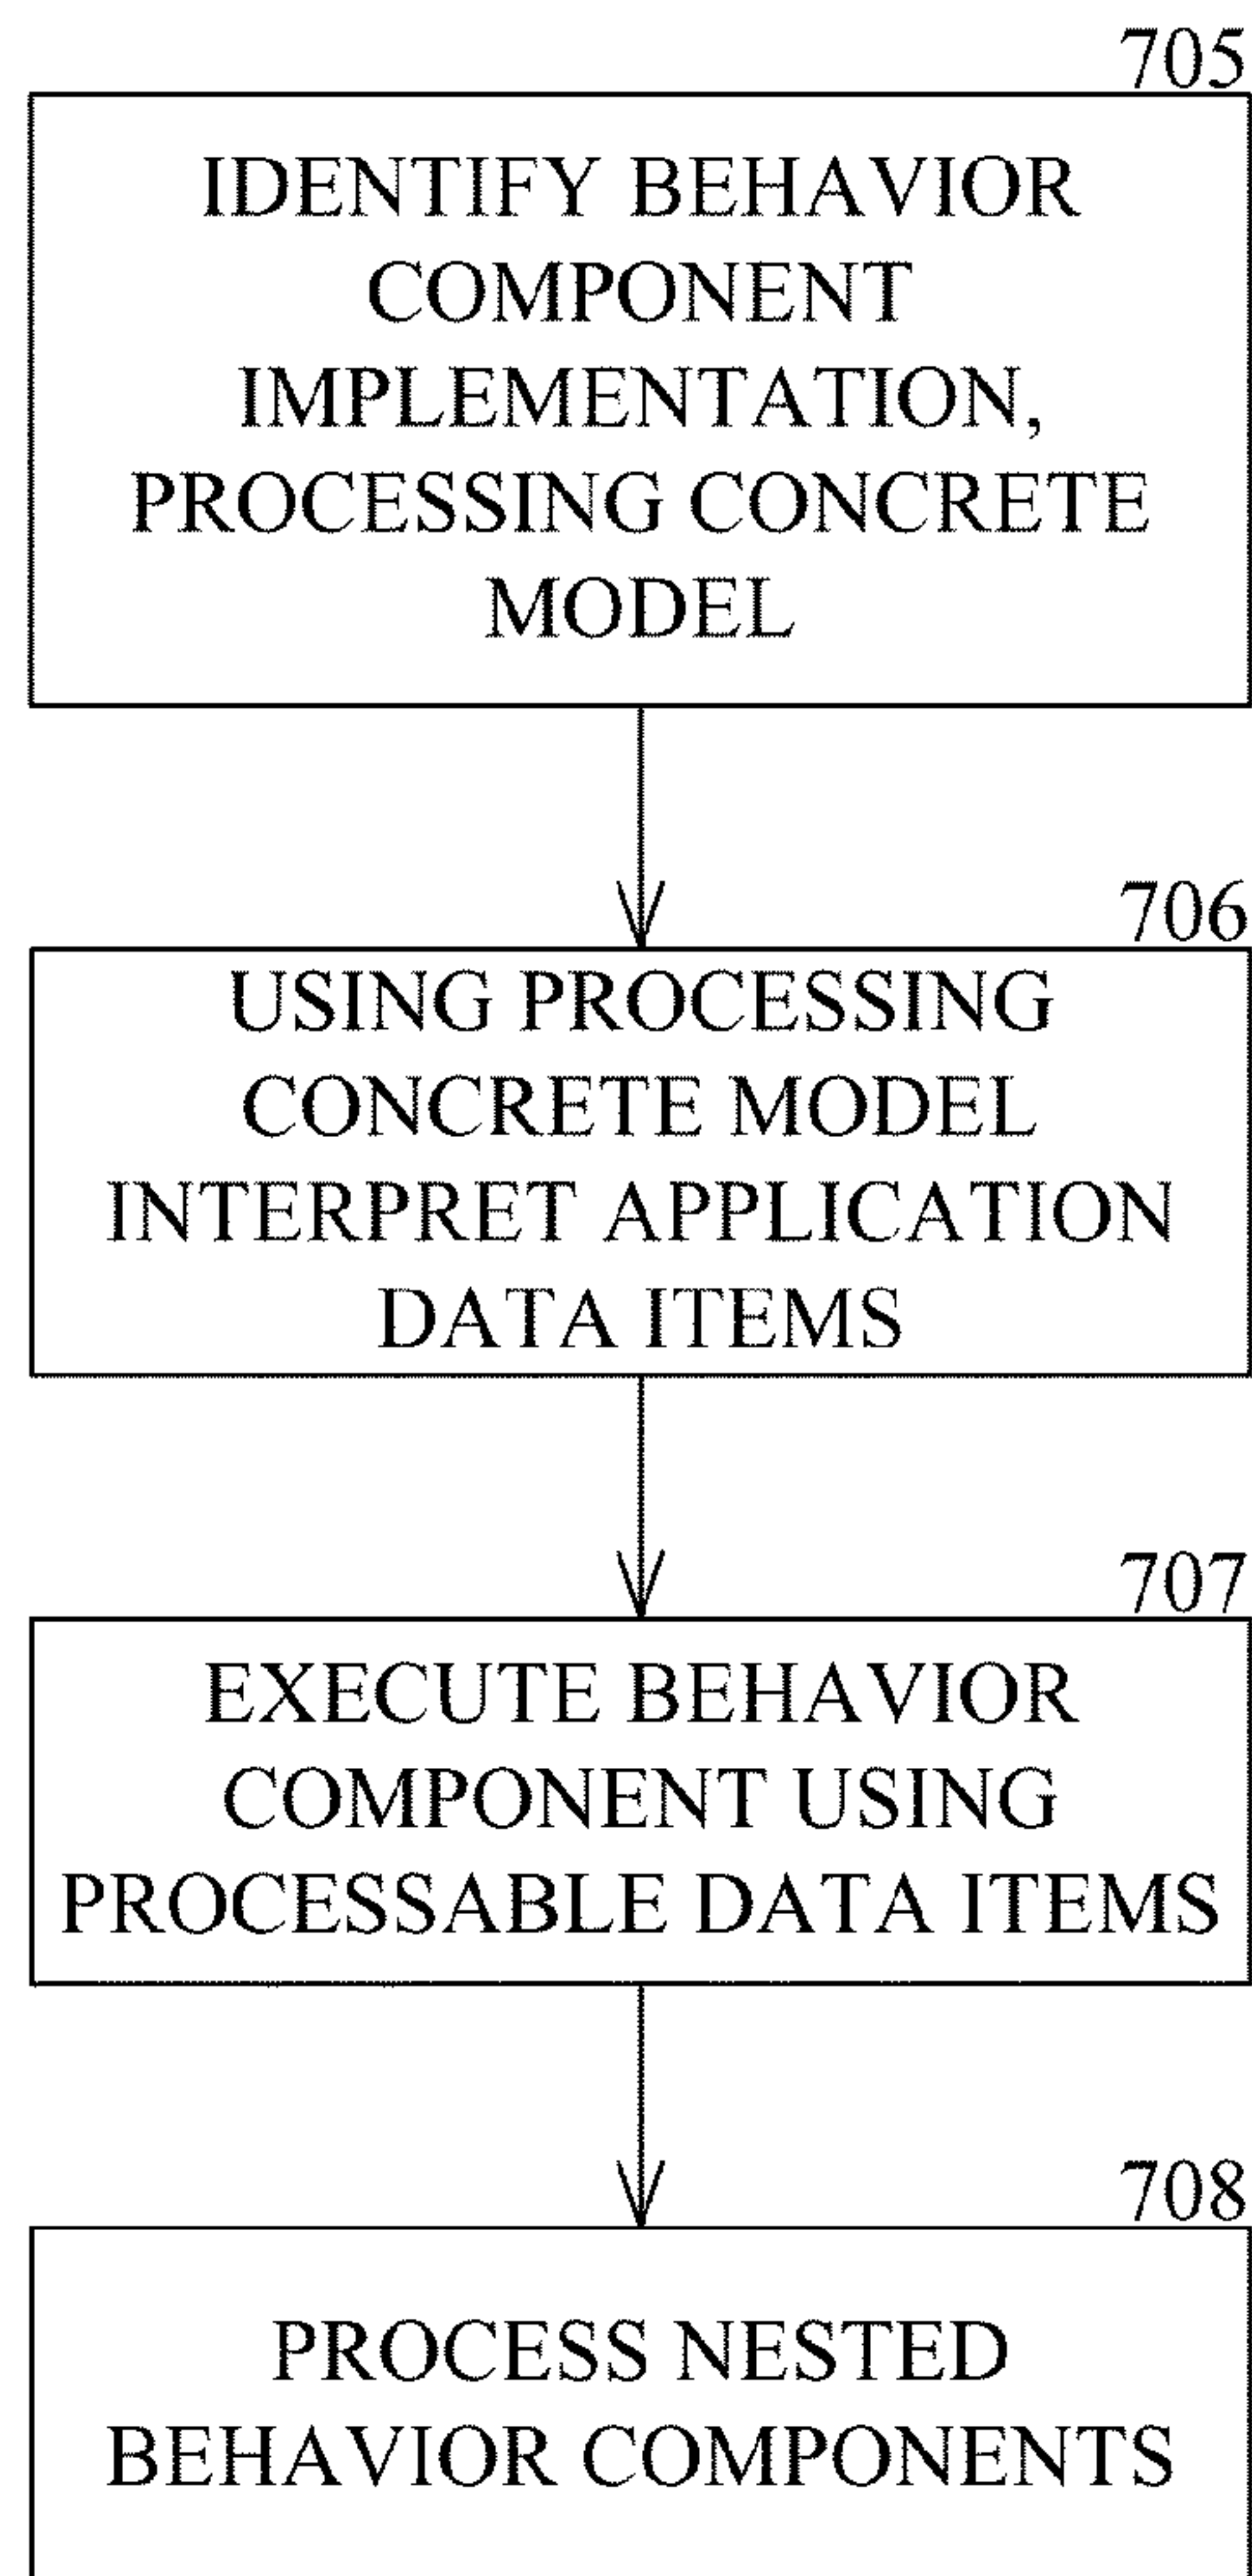 705
IDENTIFY BEHAVIOR
COMPONENT
IMPLEMENTATION,
PROCESSING CONCRETE
MODEL
706
USING PROCESSING
CONCRETE MODEL
INTERPRET APPLICATION
DATA ITEMS
707
EXECUTE BEHAVIOR
COMPONENT USING
PROCESSABLE DATA ITEMS
708
PROCESS NESTED
BEHAVIOR COMPONENTS